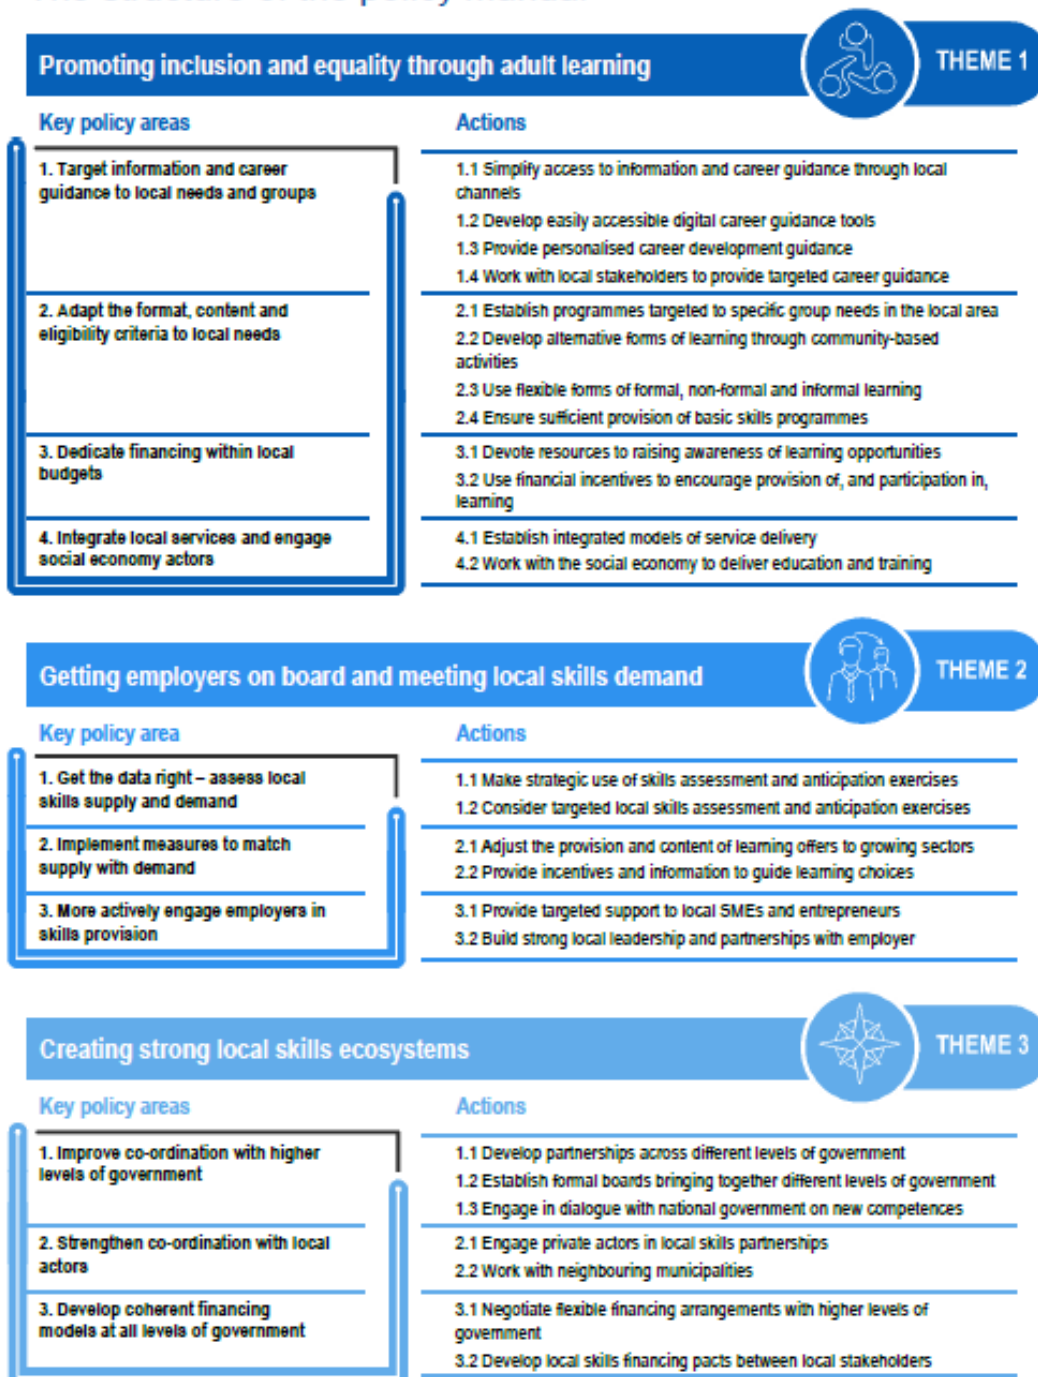 The structure of the policy manual
Promoting inclusion and equality through adult learning
THEME 1
Key policy areas
Actions
1. Target information and career
guidance to local needs and groups
1.1 Simplify access to information and career guidance through local
channels
1.2 Develop easily accessible digital career guidance tools
1.3 Provide personalised career development guidance
1.4 Work with local stakeholders to provide targeted career guidance
2. Adapt the format, content and
eligibility criteria to local needs
2.1 Establish programmes targeted to specific group needs in the local area
2.2 Develop alternative forms of learning through community-based
activities
2.3 Use flexible forms of formal, non-formal and informal learning
2.4 Ensure sufficient provision of basic skills programmes
3. Dedicate financing within local
budgets
3.1 Devote resources to raising awareness of learning opportunities
3.2 Use financial incentives to encourage provision of, and participation in,
learning
4. Integrate local services and engage
social economy actors
4.1 Establish integrated models of service delivery
4.2 Work with the social economy to deliver education and training
Getting employers on board and meeting local skills demand
THEME 2
Key policy area
Actions
1. Get the data right – assess local
skills supply and demand
1.1 Make strategic use of skills assessment and anticipation exercises
1.2 Consider targeted local skills assessment and anticipation exercises
2. Implement measures to match
supply with demand
2.1 Adjust the provision and content of learning offers to growing sectors
2.2 Provide incentives and information to guide learning choices
3. More actively engage employers in
skills provision
3.1 Provide targeted support to local SMEs and entrepreneurs
3.2 Build strong local leadership and partnerships with employer
Creating strong local skills ecosystems
THEME 3
Key policy areas
Actions
1. Improve co-ordination with higher
levels of government
1.1 Develop partnerships across different levels of government
1.2 Establish formal boards bringing together different levels of government
1.3 Engage in dialogue with national government on new competences
2. Strengthen co-ordination with local
actors
2.1 Engage private actors in local skills partnerships
2.2 Work with neighbouring municipalities
3. Develop coherent financing
models at all levels of government
3.1 Negotiate flexible financing arrangements with higher levels of
government
3.2 Develop local skills financing pacts between local stakeholders